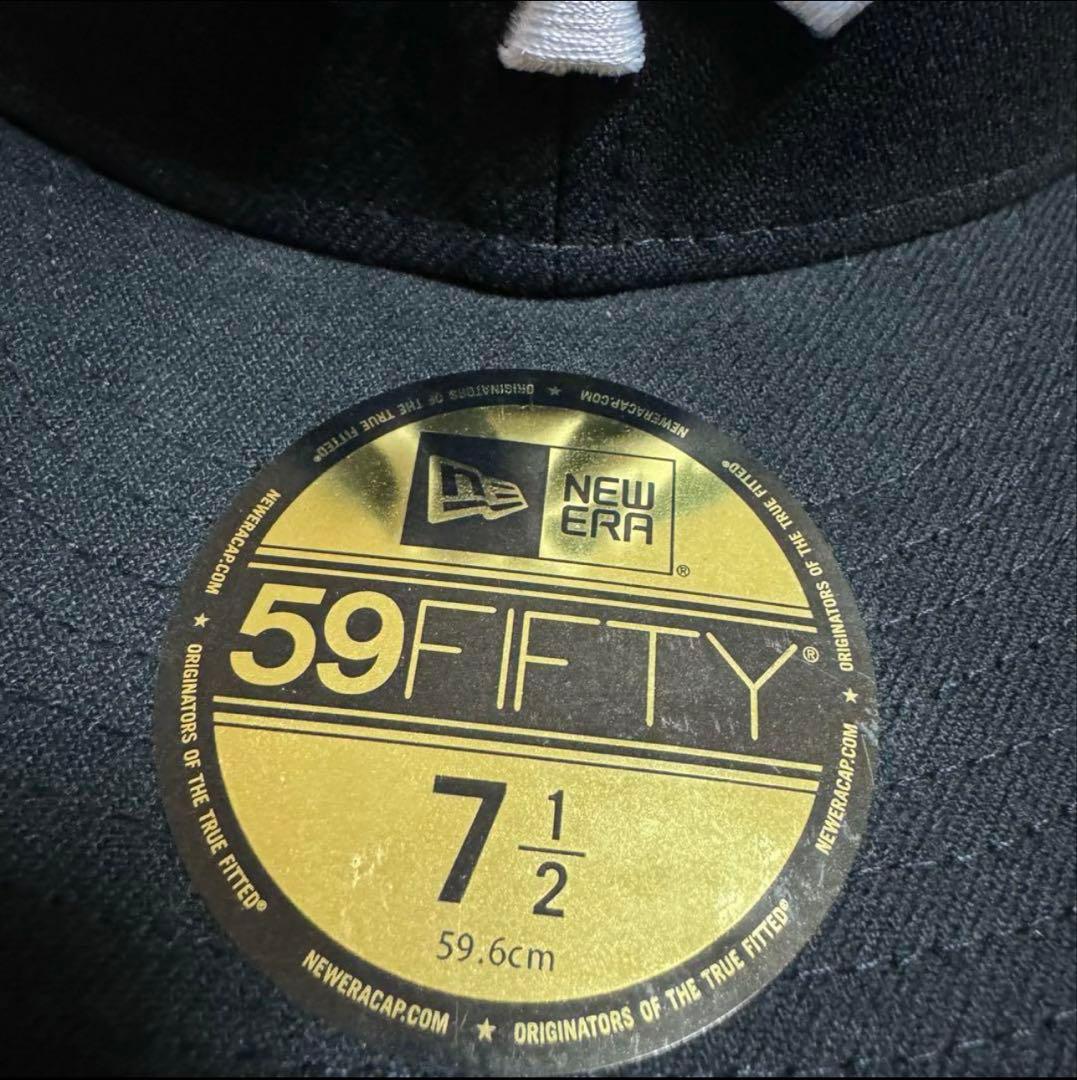 NEW
ERA®
59FIFTY®
7 1/2
59.6cm
NEWERACAP.COM ★ ORIGINATORS OF THE TRUE FITTED®
NEWERACAP.COM ★ ORIGINATORS OF THE TRUE FITTED®
NEWERACAP.COM ★ ORIGINATORS OF THE TRUE FITTED®
NEWERACAP.COM ★ ORIGINATORS OF THE TRUE FITTED®